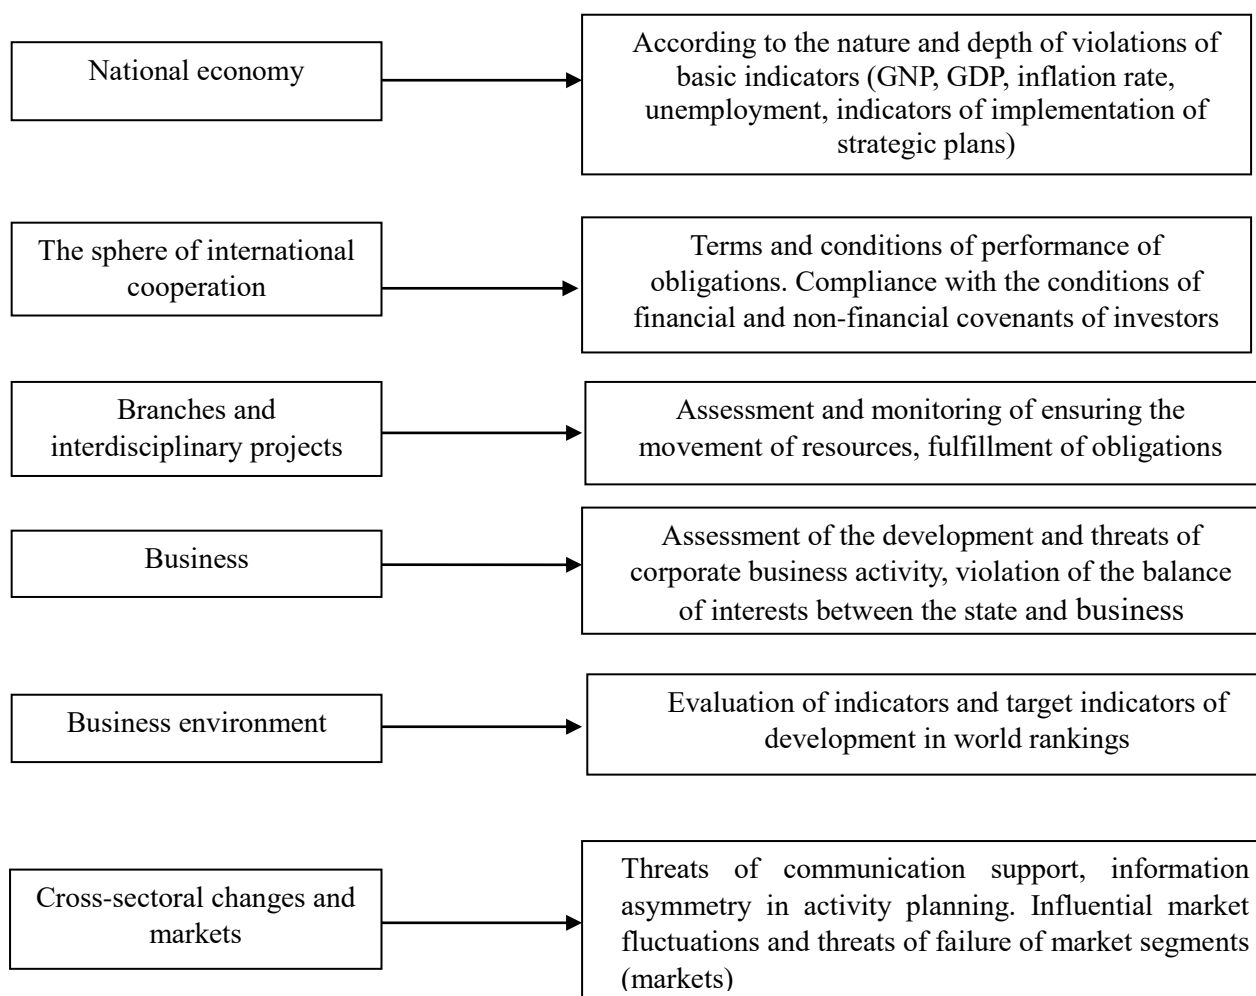 National economy
According to the nature and depth of violations of
basic indicators (GNP, GDP, inflation rate,
unemployment, indicators of implementation of
strategic plans)
The sphere of international
cooperation
Terms and conditions of performance of
obligations. Compliance with the conditions of
financial and non-financial covenants of investors
Branches and
interdisciplinary projects
Assessment and monitoring of ensuring the
movement of resources, fulfillment of obligations
Business
Assessment of the development and threats of
corporate business activity, violation of the balance
of interests between the state and business
Business environment
Evaluation of indicators and target indicators of
development in world rankings
Cross-sectoral changes and
markets
Threats of communication support, information
asymmetry in activity planning. Influential market
fluctuations and threats of failure of market segments
(markets)